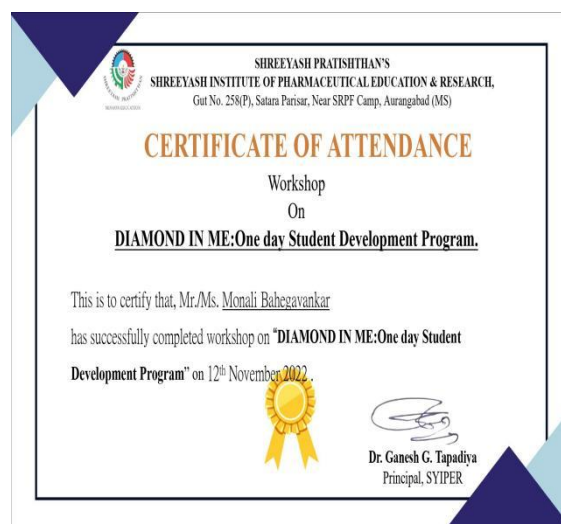 SHREEYASH PRATISHTHAN'S
SHREEYASH INSTITUTE OF PHARMACEUTICAL EDUCATION & RESEARCH,
Gut No. 258(P), Satara Parisar, Near SRPF Camp, Aurangabad (MS)
CERTIFICATE OF ATTENDANCE
Workshop
On
DIAMOND IN ME:One day Student Development Program.
This is to certify that, Mr./Ms. Monali Bahegavankar
has successfully completed workshop on "DIAMOND IN ME:One day Student
Development Program" on 12th November 2022 .
Dr. Ganesh G. Tapadiya
Principal, SYIPER